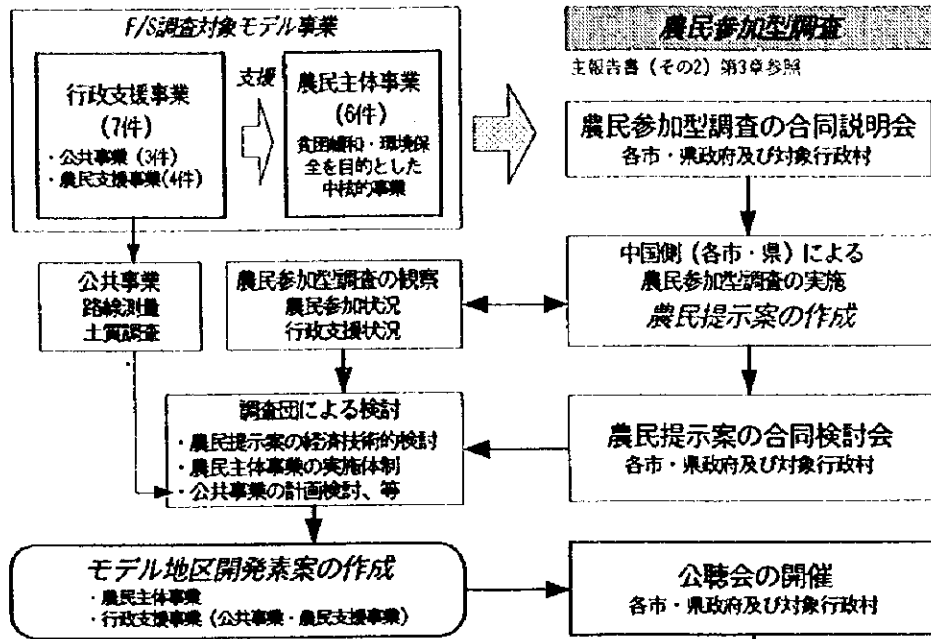 F/S調査対象モデル事業
行政支援事業
(7件)
・公共事業(3件)
・農民支援事業(4件)
支援
農民主体事業
(6件)
貧困緩和・環境保
全を目的とした
中核的事業
農民参加型調査
主報告書(その2)第3章参照
農民参加型調査の合同説明会
各市・県政府及び対象行政村
公共事業
路線測量
土質調査
農民参加型調査の観察
農民参加状況
行政支援状況
中国側(各市・県)による
農民参加型調査の実施
農民提示案の作成
調査団による検討
・農民提示案の経済技術的検討
・農民主体事業の実施体制
・公共事業の計画検討、等
農民提示案の合同検討会
各市・県政府及び対象行政村
モデル地区開発素案の作成
・農民主体事業
・行政支援事業(公共事業・農民支援事業)
公聴会の開催
各市・県政府及び対象行政村